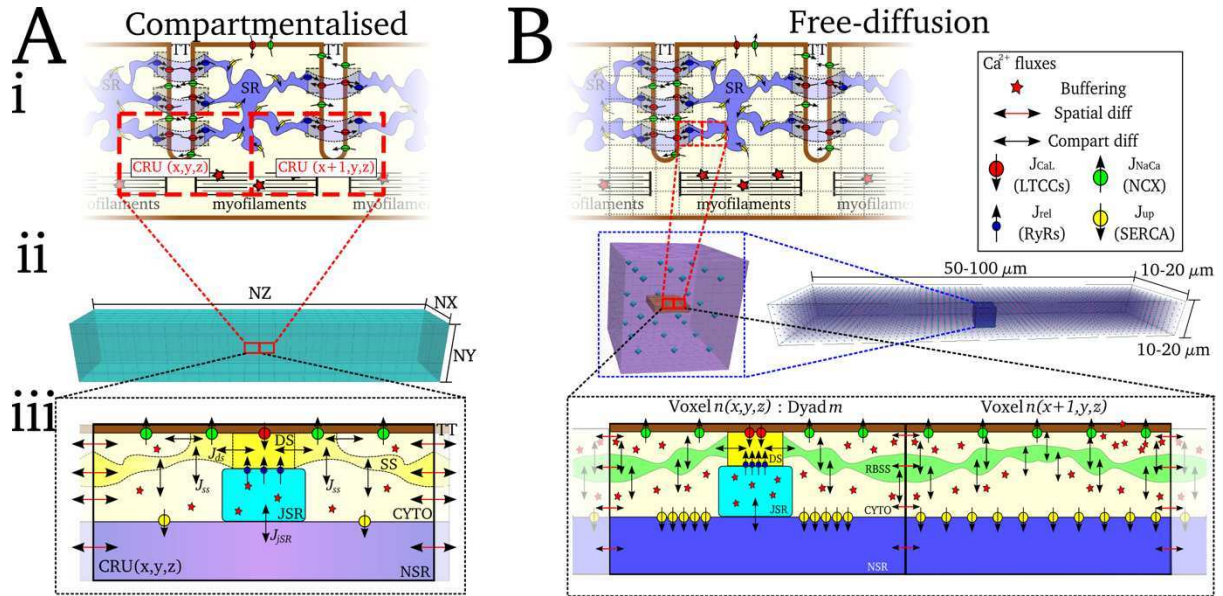 A
Compartmentalised
i
TT
TT
SR
SR
CRU (x,y,z)
CRU (x+1,y,z)
myofilaments
myofilaments
myofilaments
ii
NZ
NX
NY
iii
TT
DS
Jds
SS
Jss
Jss
JSR
CYTO
JjSR
CRU(x,y,z)
NSR
B
Free-diffusion
TT
TT
SR
SR
myofilaments
myofilaments
myofilaments
Ca2+ fluxes
Buffering
Spatial diff
Compart diff
JCaL
(LTCCs)
JNaCa
(NCX)
Jrel
(RyRs)
Jup
(SERCA)
50-100 μm
10-20 μm
10-20 μm
Voxel n(x,y,z) : Dyad m
Voxel n(x+1,y,z)
DS
RBSS
JSR
CYTO
NSR